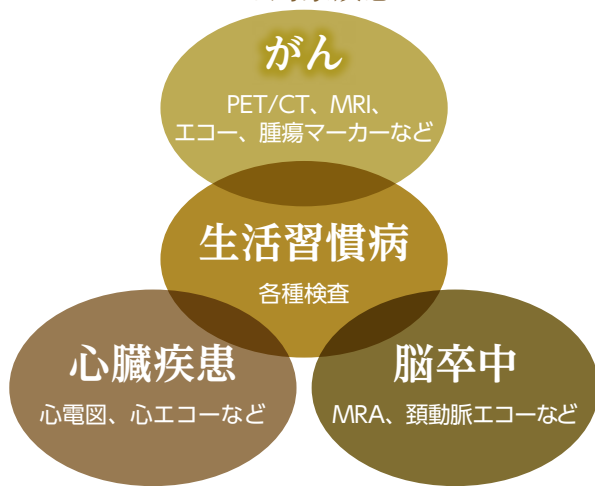 がん
PET/CT、MRI、
エコー、腫瘍マーカーなど
生活習慣病
各種検査
心臓疾患
心電図、心エコーなど
脳卒中
MRA、頚動脈エコーなど